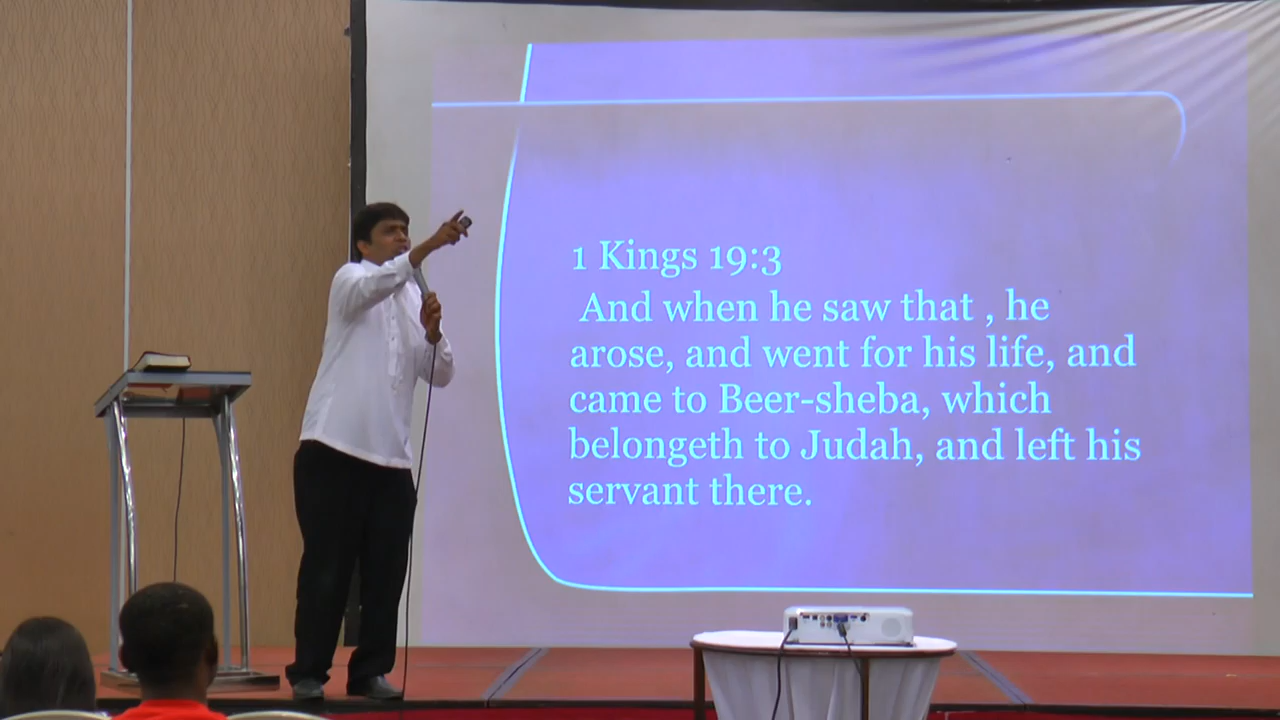 1 Kings 19:3
And when he saw that , he
arose, and went for his life, and
came to Beer-sheba, which
belongeth to Judah, and left his
servant there.